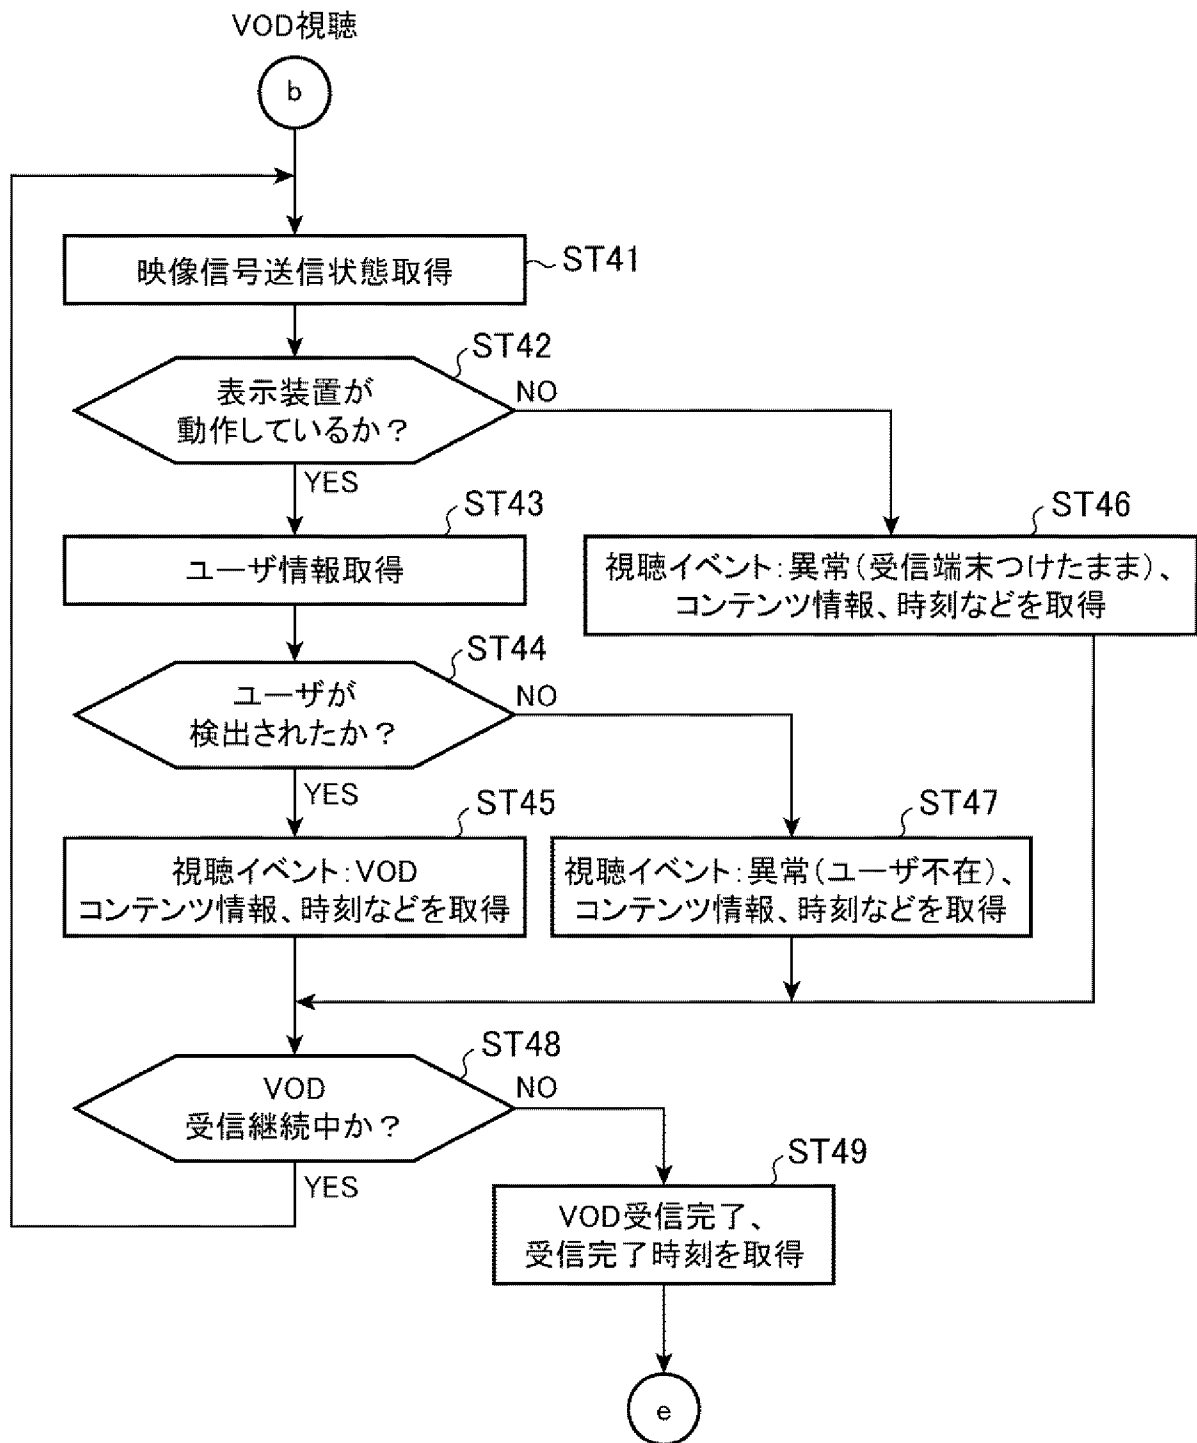 VOD視聴
b
映像信号送信状態取得
ST41
ST42
表示装置が
動作しているか？
NO
YES
ST43
ユーザ情報取得
ST46
視聴イベント：異常（受信端末つけたまま）、
コンテンツ情報、時刻などを取得
ST44
ユーザが
検出されたか？
NO
YES
ST45
視聴イベント：VOD
コンテンツ情報、時刻などを取得
ST47
視聴イベント：異常（ユーザ不在）、
コンテンツ情報、時刻などを取得
ST48
VOD
受信継続中か？
NO
YES
ST49
VOD受信完了、
受信完了時刻を取得
e